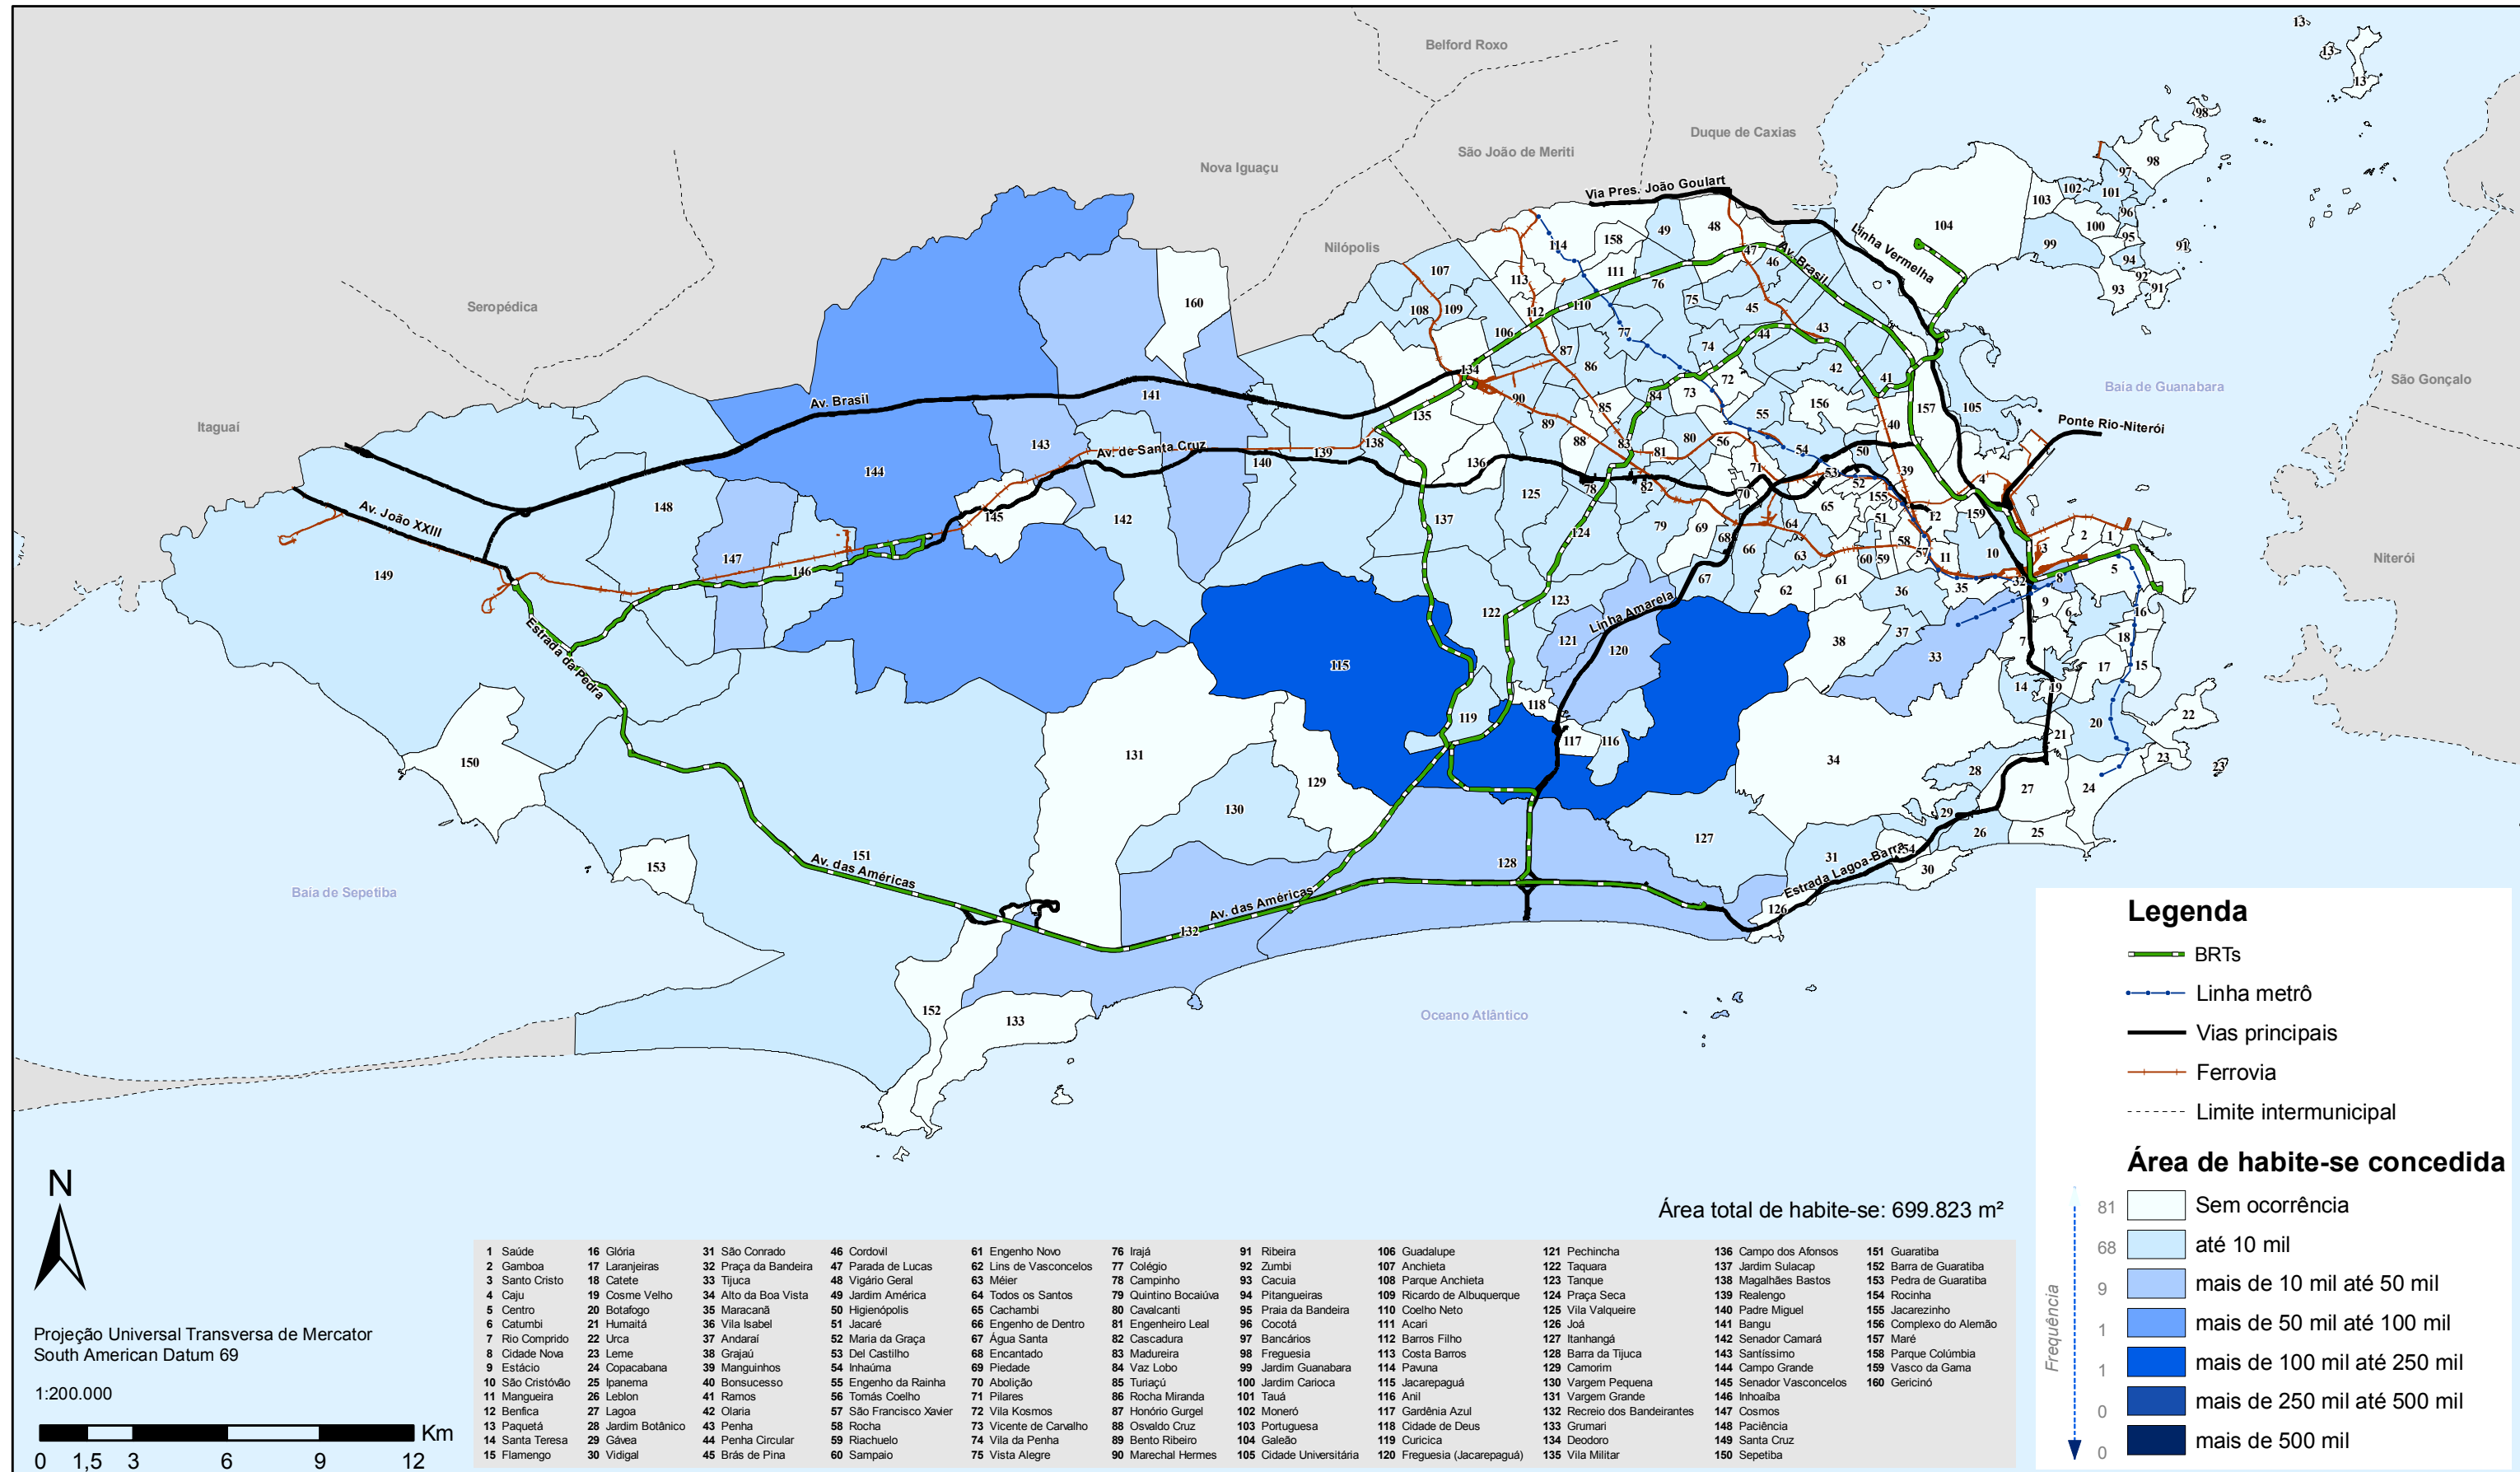 Belford Roxo
Duque de Caxias
São João de Meriti
Nova Iguaçu
Nilópolis
Seropédica
Itaguaí
São Gonçalo
Niterói
Baía de Guanabara
Baía de Sepetiba
Oceano Atlântico
Via Pres. João Goulart
Linha Vermelha
Av. Brasil
Av. Brasil
Ponte Rio-Niterói
Av. de Santa Cruz
Av. João XXIII
Estrada da Pedra
Linha Amarela
Av. das Américas
Av. das Américas
Estrada Lagoa-Barra
Legenda
BRTs
Linha metrô
Vias principais
Ferrovia
Limite intermunicipal
Área de habite-se concedida
Frequência
81 Sem ocorrência
68 até 10 mil
9 mais de 10 mil até 50 mil
1 mais de 50 mil até 100 mil
1 mais de 100 mil até 250 mil
0 mais de 250 mil até 500 mil
0 mais de 500 mil
Área total de habite-se: 699.823 m²
N
Projeção Universal Transversa de Mercator
South American Datum 69
1:200.000
Km
0 1,5 3 6 9 12
1 Saúde
2 Gamboa
3 Santo Cristo
4 Caju
5 Centro
6 Catumbi
7 Rio Comprido
8 Cidade Nova
9 Estácio
10 São Cristóvão
11 Mangueira
12 Benfica
13 Paquetá
14 Santa Teresa
15 Flamengo
16 Glória
17 Laranjeiras
18 Catete
19 Cosme Velho
20 Botafogo
21 Humaitá
22 Urca
23 Leme
24 Copacabana
25 Ipanema
26 Leblon
27 Lagoa
28 Jardim Botânico
29 Gávea
30 Vidigal
31 São Conrado
32 Praça da Bandeira
33 Tijuca
34 Alto da Boa Vista
35 Maracanã
36 Vila Isabel
37 Andaraí
38 Grajaú
39 Manguinhos
40 Bonsucesso
41 Ramos
42 Olaria
43 Penha
44 Penha Circular
45 Brás de Pina
46 Cordovil
47 Parada de Lucas
48 Vigário Geral
49 Jardim América
50 Higienópolis
51 Jacaré
52 Maria da Graça
53 Del Castilho
54 Inhaúma
55 Engenho da Rainha
56 Tomás Coelho
57 São Francisco Xavier
58 Rocha
59 Riachuelo
60 Sampaio
61 Engenho Novo
62 Lins de Vasconcelos
63 Méier
64 Todos os Santos
65 Cachambi
66 Engenho de Dentro
67 Água Santa
68 Encantado
69 Piedade
70 Abolição
71 Pilares
72 Vila Kosmos
73 Vicente de Carvalho
74 Vila da Penha
75 Vista Alegre
76 Irajá
77 Colégio
78 Campinho
79 Quintino Bocaiúva
80 Cavalcanti
81 Engenheiro Leal
82 Cascadura
83 Madureira
84 Vaz Lobo
85 Turiaçú
86 Rocha Miranda
87 Honório Gurgel
88 Osvaldo Cruz
89 Bento Ribeiro
90 Marechal Hermes
91 Ribeira
92 Zumbi
93 Cacuia
94 Pitangueiras
95 Praia da Bandeira
96 Cocotá
97 Bancários
98 Freguesia
99 Jardim Guanabara
100 Jardim Carioca
101 Tauá
102 Moneró
103 Portuguesa
104 Galeão
105 Cidade Universitária
106 Guadalupe
107 Anchieta
108 Parque Anchieta
109 Ricardo de Albuquerque
110 Coelho Neto
111 Acari
112 Barros Filho
113 Costa Barros
114 Pavuna
115 Jacarepaguá
116 Anil
117 Gardênia Azul
118 Cidade de Deus
119 Curicica
120 Freguesia (Jacarepaguá)
121 Pechincha
122 Taquara
123 Tanque
124 Praça Seca
125 Vila Valqueire
126 Joá
127 Itanhangá
128 Barra da Tijuca
129 Camorim
130 Vargem Pequena
131 Vargem Grande
132 Recreio dos Bandeirantes
133 Grumari
134 Deodoro
135 Vila Militar
136 Campo dos Afonsos
137 Jardim Sulacap
138 Magalhães Bastos
139 Realengo
140 Padre Miguel
141 Bangu
142 Senador Camará
143 Santíssimo
144 Campo Grande
145 Senador Vasconcelos
146 Inhoaíba
147 Cosmos
148 Paciência
149 Santa Cruz
150 Sepetiba
151 Guaratiba
152 Barra de Guaratiba
153 Pedra de Guaratiba
154 Rocinha
155 Jacarezinho
156 Complexo do Alemão
157 Maré
158 Parque Colúmbia
159 Vasco da Gama
160 Gericinó